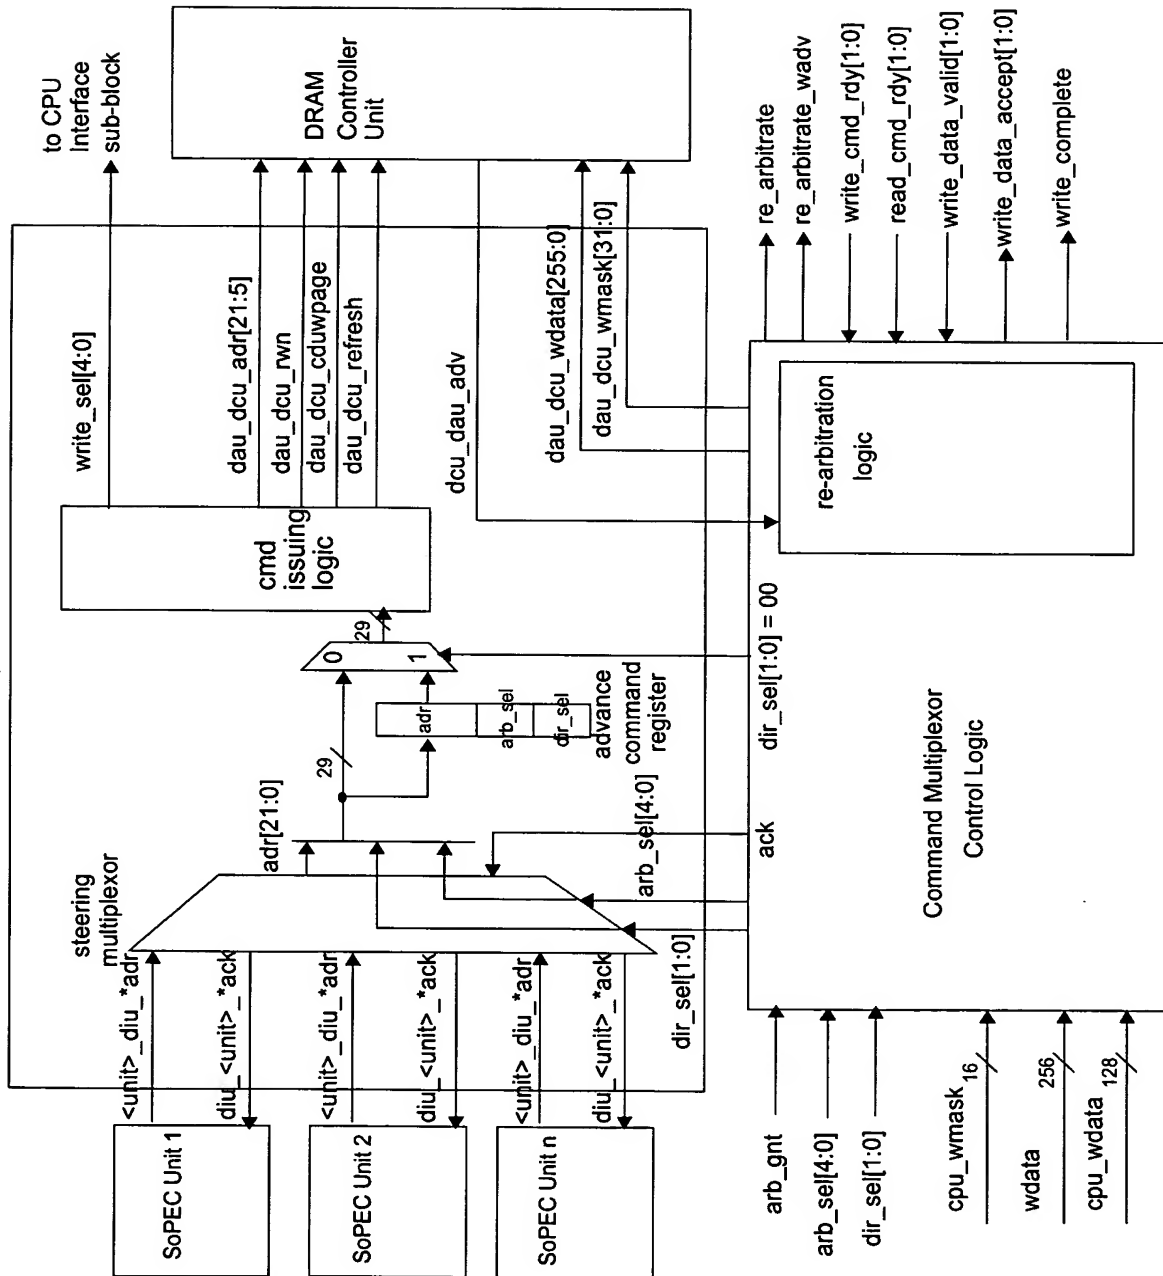 SoPEC Unit 1
SoPEC Unit 2
SoPEC Unit n
<unit>_diu_*adr
diu_<unit>_*ack
<unit>_diu_*adr
diu_<unit>_*ack
<unit>_diu_*adr
diu_<unit>_*ack
steering
multiplexor
dir_sel[1:0]
adr[21:0]
arb_sel[4:0]
29
adr
arb_sel
dir_sel
advance
command
register
0
1
29
cmd
issuing
logic
write_sel[4:0]
to CPU
Interface
sub-block
dau_dcu_adr[21:5]
dau_dcu_rwn
dau_dcu_cduwpage
dau_dcu_refresh
dcu_dau_adv
dau_dcu_wdata[255:0]
dau_dcu_wmask[31:0]
DRAM
Controller
Unit
ack
dir_sel[1:0] = 00
Command Multiplexor
Control Logic
re-arbitration
logic
arb_gnt
arb_sel[4:0]
dir_sel[1:0]
cpu_wmask
16
wdata
256
cpu_wdata
128
re_arbitrate
re_arbitrate_wadv
write_cmd_rdy[1:0]
read_cmd_rdy[1:0]
write_data_valid[1:0]
write_data_accept[1:0]
write_complete